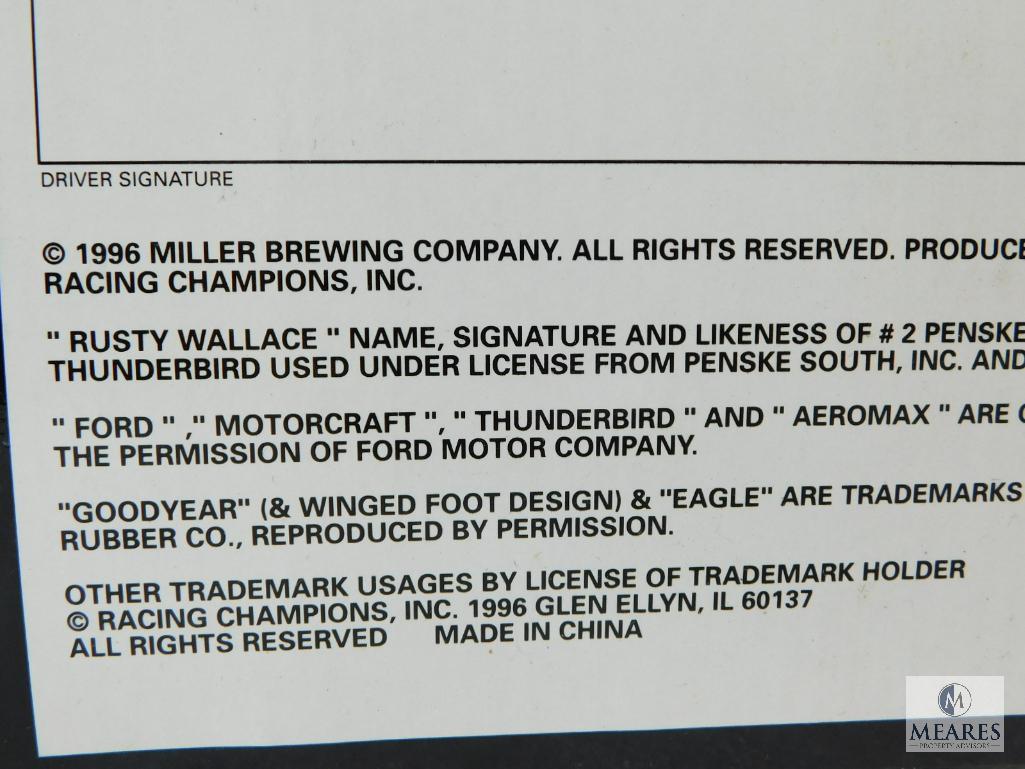 DRIVER SIGNATURE
© 1996 MILLER BREWING COMPANY. ALL RIGHTS RESERVED. PRODUCE
RACING CHAMPIONS, INC.
" RUSTY WALLACE " NAME, SIGNATURE AND LIKENESS OF # 2 PENSKE
THUNDERBIRD USED UNDER LICENSE FROM PENSKE SOUTH, INC. AND
" FORD " ," MOTORCRAFT ", " THUNDERBIRD " AND " AEROMAX " ARE
THE PERMISSION OF FORD MOTOR COMPANY.
"GOODYEAR" (& WINGED FOOT DESIGN) & "EAGLE" ARE TRADEMARKS
RUBBER CO., REPRODUCED BY PERMISSION.
OTHER TRADEMARK USAGES BY LICENSE OF TRADEMARK HOLDER
© RACING CHAMPIONS, INC. 1996 GLEN ELLYN, IL 60137
ALL RIGHTS RESERVED MADE IN CHINA
M
MEARES
PROPERTY ADVISORS